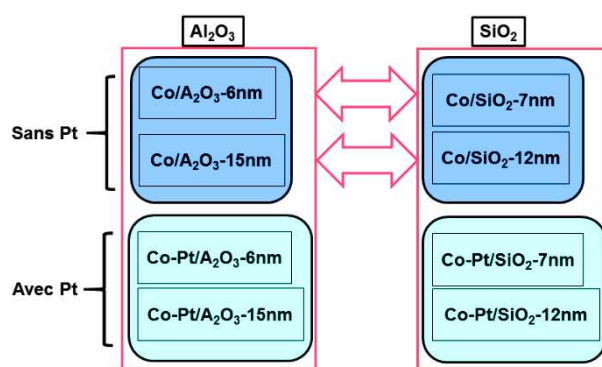 Al₂O₃
SiO₂
Sans Pt
Co/A₂O₃-6nm
Co/A₂O₃-15nm
Co/SiO₂-7nm
Co/SiO₂-12nm
Avec Pt
Co-Pt/A₂O₃-6nm
Co-Pt/A₂O₃-15nm
Co-Pt/SiO₂-7nm
Co-Pt/SiO₂-12nm